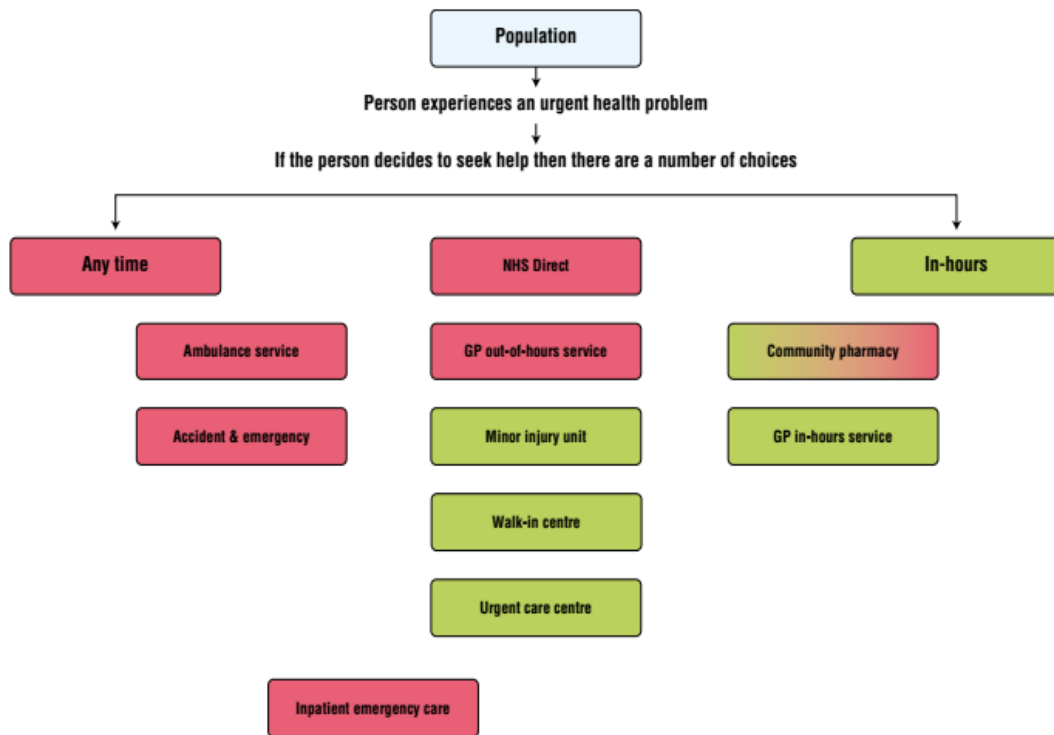 Population
Person experiences an urgent health problem
If the person decides to seek help then there are a number of choices
Any time
NHS Direct
In-hours
Ambulance service
GP out-of-hours service
Community pharmacy
Accident & emergency
Minor injury unit
GP in-hours service
Walk-in centre
Urgent care centre
Inpatient emergency care